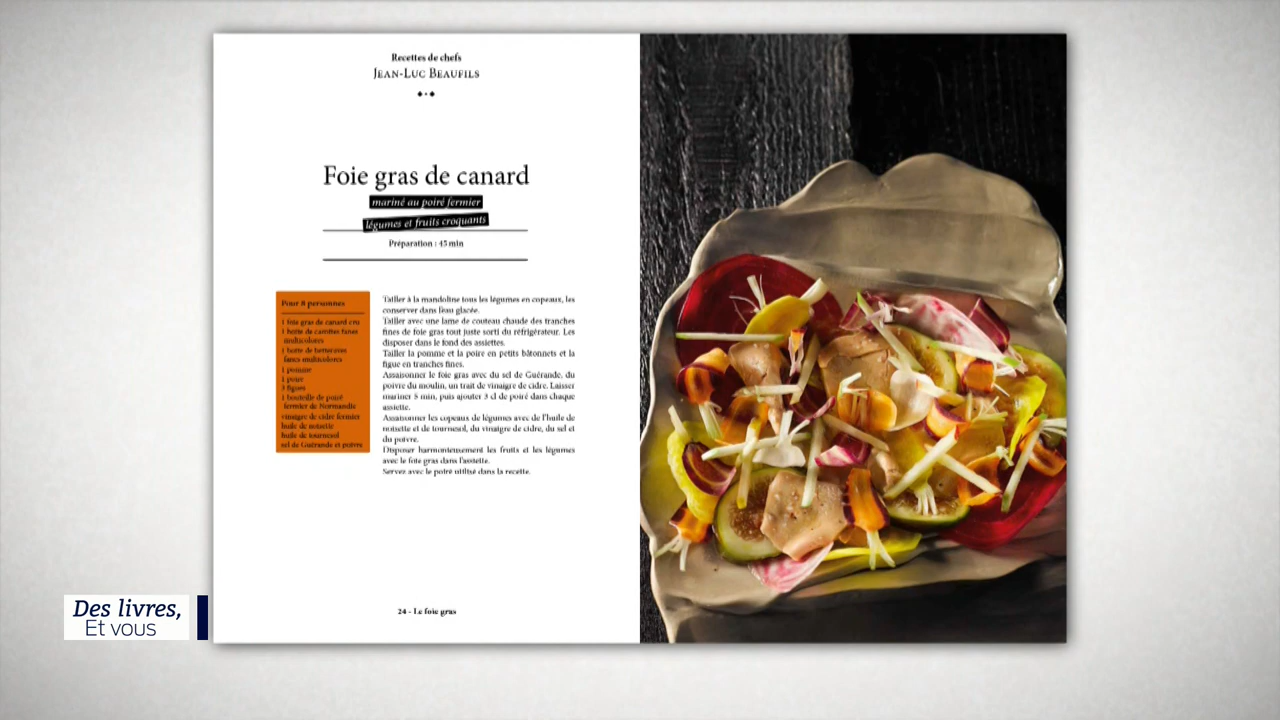 Recettes de chefs
Jean-Luc Beaufils
Foie gras de canard
mariné au poiré fermier
légumes et fruits croquants
Préparation : 45 min
Pour 8 personnes
1 foie gras de canard cru
1 botte de carottes fanes
multicolores
1 botte de betteraves
fanes multicolores
1 pomme
1 poire
3 figues
1 bouteille de poiré
fermier de Normandie
vinaigre de cidre fermier
huile de noisette
huile de tournesol
sel de Guérande et poivre
Tailler à la mandoline tous les légumes en copeaux, les
conserver dans l'eau glacée.
Tailler avec une lame de couteau chaude des tranches
fines de foie gras tout juste sorti du réfrigérateur. Les
disposer dans le fond des assiettes.
Tailler la pomme et la poire en petits bâtonnets et la
figue en tranches fines.
Assaisonner le foie gras avec du sel de Guérande, du
poivre du moulin, un trait de vinaigre de cidre. Laisser
mariner 5 min, puis ajouter 3 cl de poiré dans chaque
assiette.
Assaisonner les copeaux de légumes avec de l'huile de
noisette et de tournesol, du vinaigre de cidre, du sel et
du poivre.
Disposer harmonieusement les fruits et les légumes
avec le foie gras dans l'assiette.
Servez avec le poiré utilisé dans la recette.
24 - Le foie gras
Des livres,
Et vous